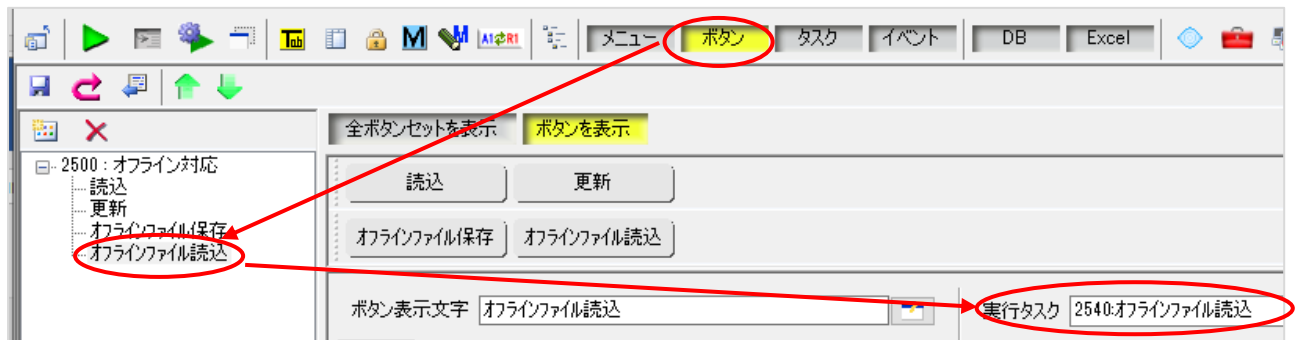 Tab M A1⇄R1 メニュー ボタン タスク イベント DB Excel
全ボタンセットを表示 ボタンを表示
2500 : オフライン対応
読込
更新
オフラインファイル保存
オフラインファイル読込
読込 更新
オフラインファイル保存 オフラインファイル読込
ボタン表示文字 オフラインファイル読込 実行タスク 2540:オフラインファイル読込